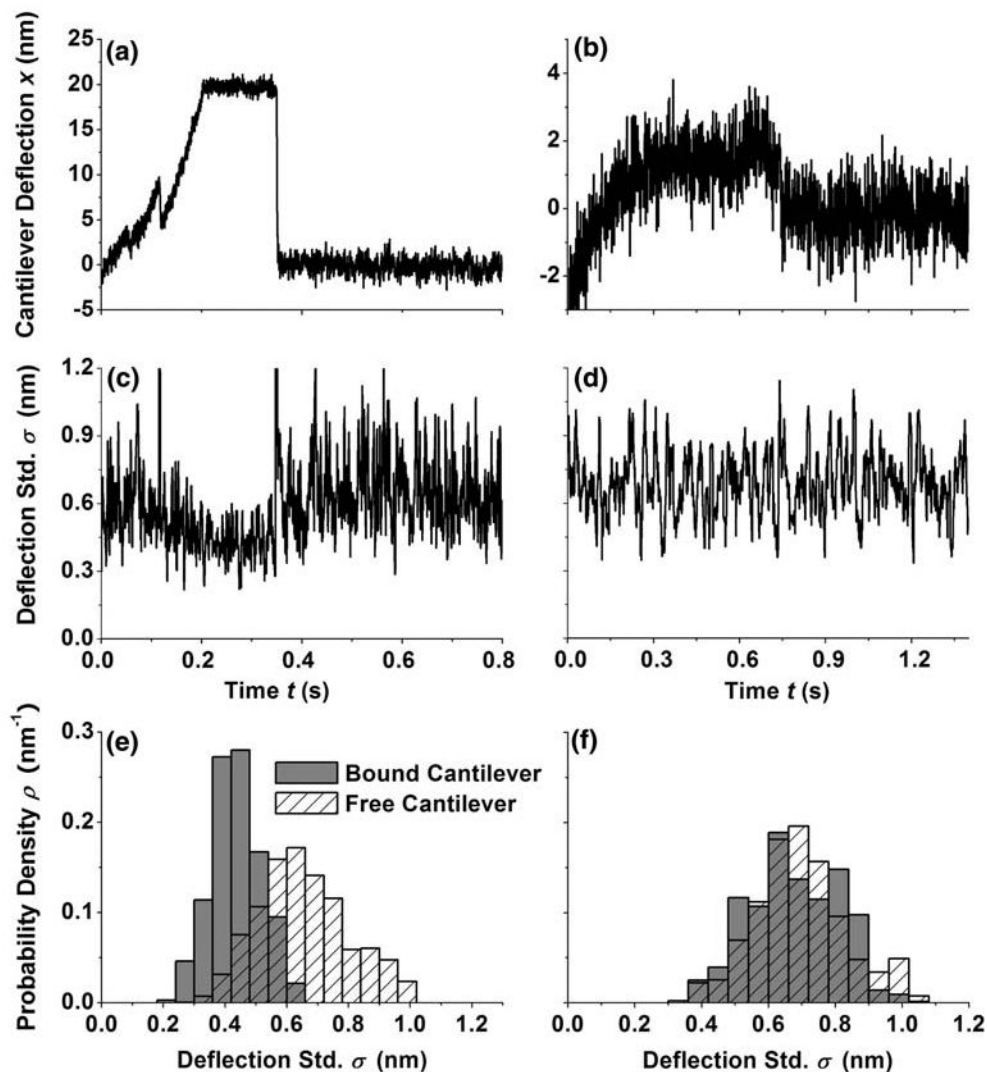 (a)
(b)
Cantilever Deflection x (nm)
25
20
15
10
5
0
-5
4
2
0
-2
(c)
(d)
Deflection Std. σ (nm)
1.2
0.9
0.6
0.3
0.0
0.0 0.2 0.4 0.6 0.8
0.0 0.3 0.6 0.9 1.2
Time t (s)
Time t (s)
(e)
(f)
Probability Density ρ (nm⁻¹)
0.3
0.2
0.1
0.0
Bound Cantilever
Free Cantilever
0.0 0.2 0.4 0.6 0.8 1.0 1.2
0.0 0.2 0.4 0.6 0.8 1.0 1.2
Deflection Std. σ (nm)
Deflection Std. σ (nm)